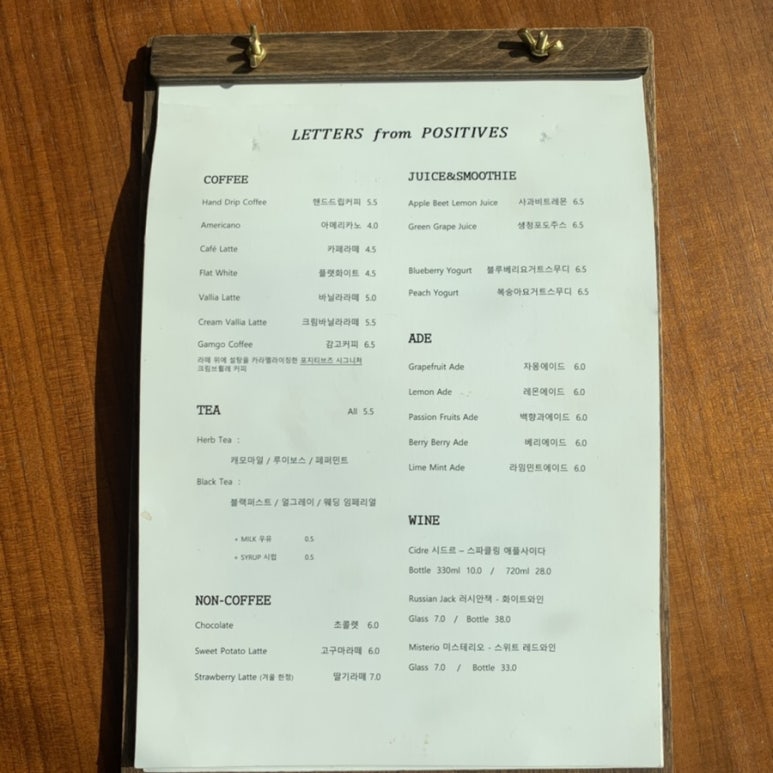 LETTERS from POSITIVES
COFFEE
Hand Drip Coffee 핸드드립커피 5.5
Americano 아메리카노 4.0
Café Latte 카페라떼 4.5
Flat White 플랫화이트 4.5
Vallia Latte 바닐라라떼 5.0
Cream Vallia Latte 크림바닐라라떼 5.5
Gamgo Coffee 감고커피 6.5
라떼 위에 설탕을 카라멜라이징한 포지티브즈 시그니처
크림브륄레 커피
TEA All 5.5
Herb Tea :
캐모마일 / 루이보스 / 페퍼민트
Black Tea :
블랙퍼스트 / 얼그레이 / 웨딩 임페리얼
+ MILK 우유 0.5
+ SYRUP 시럽 0.5
NON-COFFEE
Chocolate 초콜렛 6.0
Sweet Potato Latte 고구마라떼 6.0
Strawberry Latte (겨울 한정) 딸기라떼 7.0
JUICE&SMOOTHIE
Apple Beet Lemon Juice 사과비트레몬 6.5
Green Grape Juice 생청포도주스 6.5
Blueberry Yogurt 블루베리요거트스무디 6.5
Peach Yogurt 복숭아요거트스무디 6.5
ADE
Grapefruit Ade 자몽에이드 6.0
Lemon Ade 레몬에이드 6.0
Passion Fruits Ade 백향과에이드 6.0
Berry Berry Ade 베리에이드 6.0
Lime Mint Ade 라임민트에이드 6.0
WINE
Cidre 시드르 – 스파클링 애플사이다
Bottle 330ml 10.0 / 720ml 28.0
Russian Jack 러시안잭 - 화이트와인
Glass 7.0 / Bottle 38.0
Misterio 미스테리오 - 스위트 레드와인
Glass 7.0 / Bottle 33.0